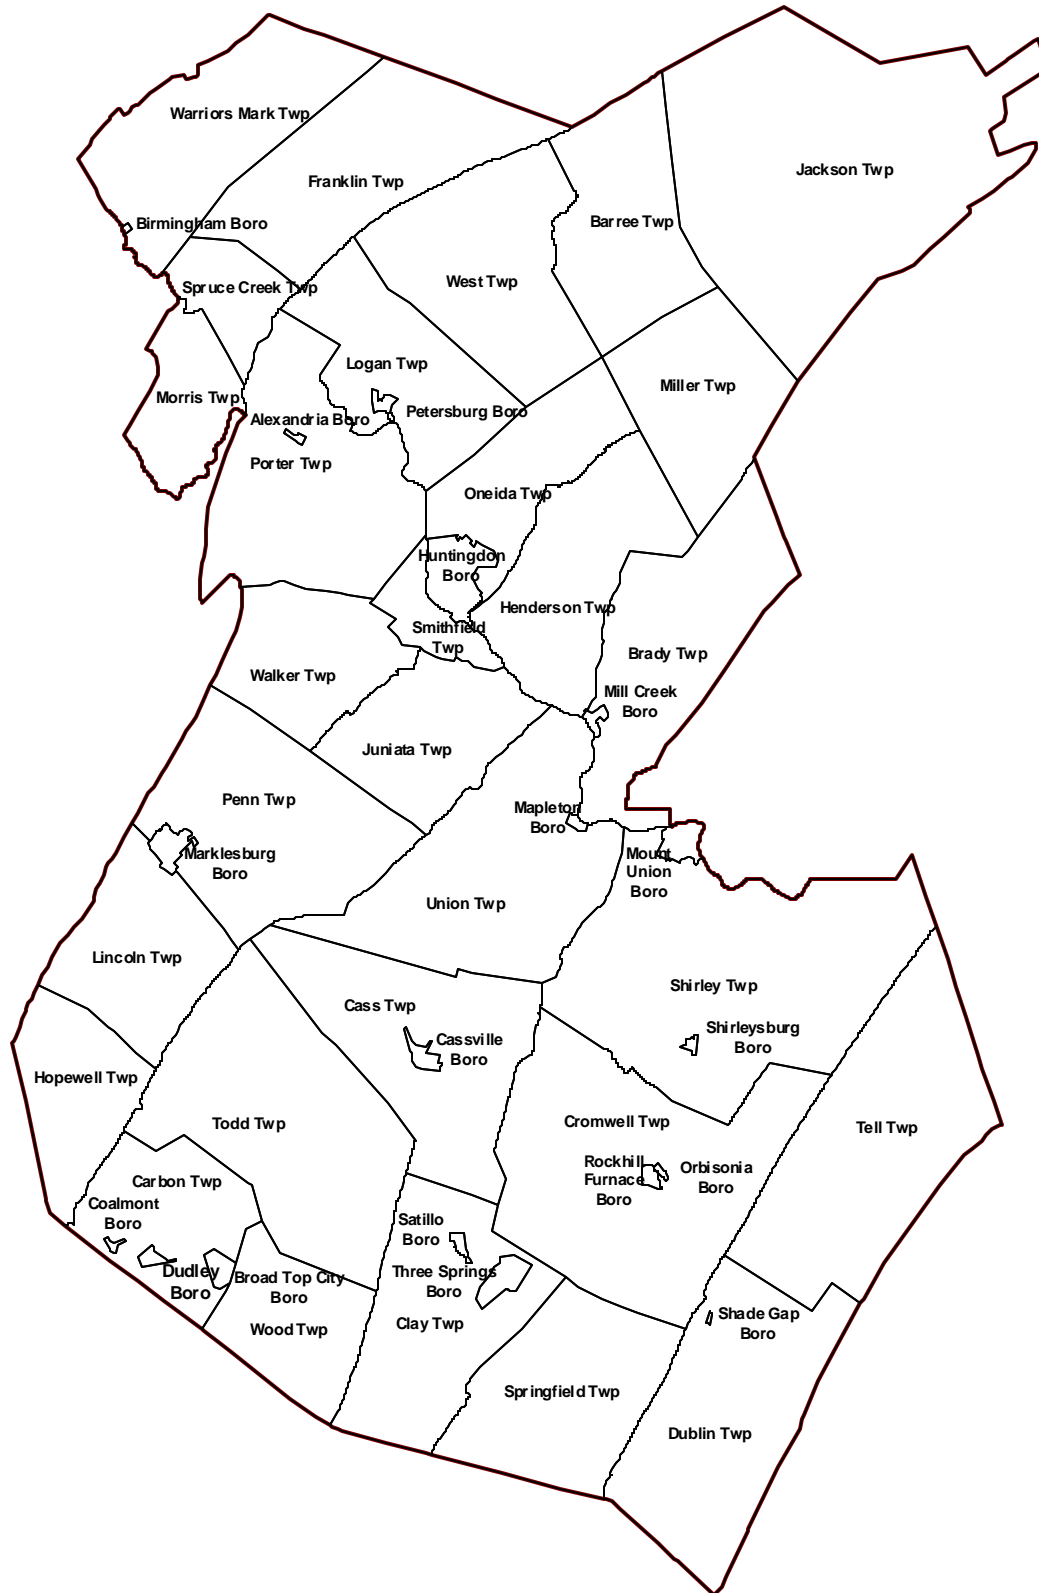 Warriors Mark Twp
Jackson Twp
Franklin Twp
Birmingham Boro
Barree Twp
Spruce Creek Twp
West Twp
Logan Twp
Miller Twp
Morris Twp
Petersburg Boro
Alexandria Boro
Porter Twp
Oneida Twp
Huntingdon
Boro
Henderson Twp
Smithfield
Twp
Brady Twp
Walker Twp
Mill Creek
Boro
Juniata Twp
Penn Twp
Mapleton
Boro
Marklesburg
Boro
Mount
Union
Boro
Union Twp
Lincoln Twp
Shirley Twp
Cass Twp
Cassville
Boro
Shirleysburg
Boro
Hopewell Twp
Todd Twp
Cromwell Twp
Tell Twp
Rockhill
Furnace
Boro
Orbisonia
Boro
Carbon Twp
Coalmont
Boro
Satillo
Boro
Dudley
Boro
Broad Top City
Boro
Three Springs
Boro
Shade Gap
Boro
Wood Twp
Clay Twp
Springfield Twp
Dublin Twp